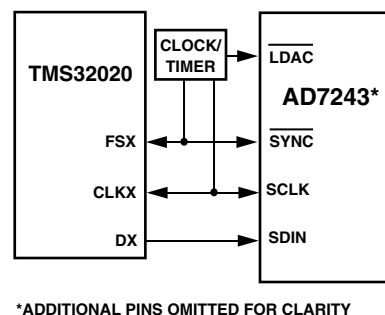 CLOCK/
TIMER
TMS32020
LDAC
AD7243*
FSX
SYNC
CLKX
SCLK
DX
SDIN
*ADDITIONAL PINS OMITTED FOR CLARITY